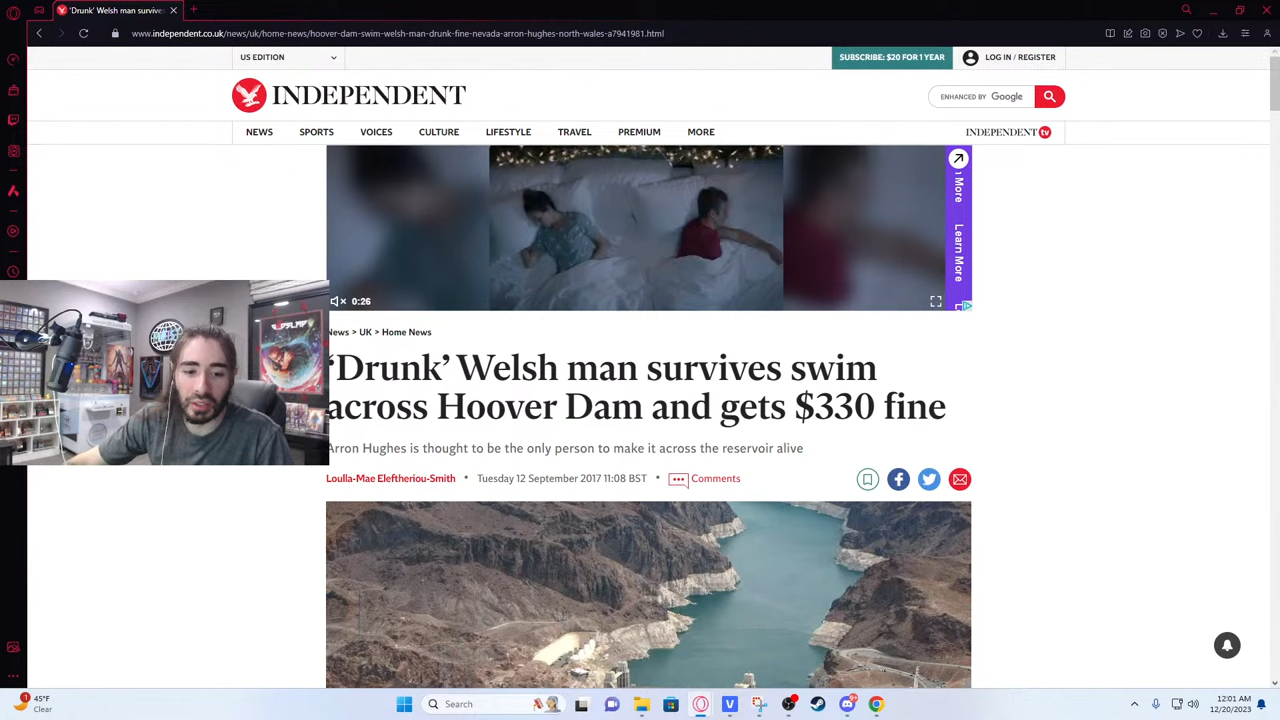 'Drunk' Welsh man survive
www.independent.co.uk/news/uk/home-news/hoover-dam-swim-welsh-man-drunk-fine-nevada-arron-hughes-north-wales-a7941981.html
US EDITION
SUBSCRIBE: $20 FOR 1 YEAR
LOG IN / REGISTER
INDEPENDENT
ENHANCED BY Google
NEWS SPORTS VOICES CULTURE LIFESTYLE TRAVEL PREMIUM MORE
INDEPENDENT tv
More
Learn More
0:26
News > UK > Home News
'Drunk' Welsh man survives swim
across Hoover Dam and gets $330 fine
Arron Hughes is thought to be the only person to make it across the reservoir alive
Loulla-Mae Eleftheriou-Smith • Tuesday 12 September 2017 11:08 BST • Comments
1
45°F
Clear
Search
9+
12:01 AM
12/20/2023